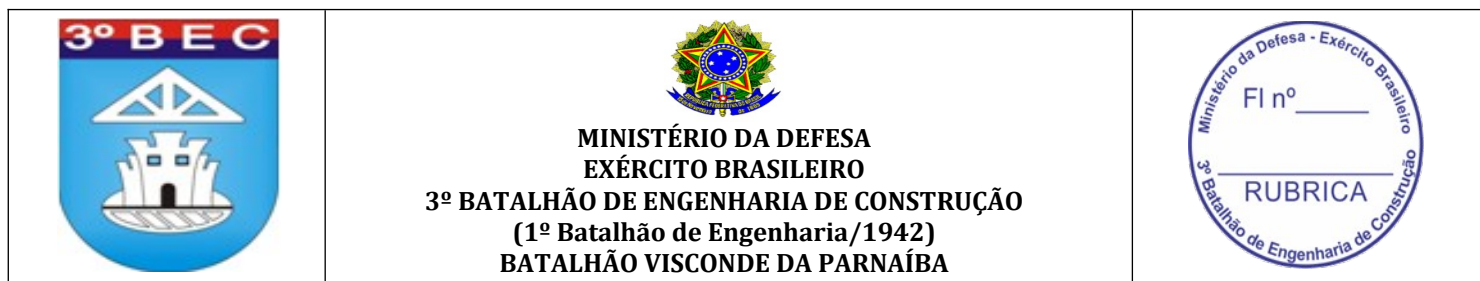 3º B E C
MINISTÉRIO DA DEFESA
EXÉRCITO BRASILEIRO
3º BATALHÃO DE ENGENHARIA DE CONSTRUÇÃO
(1º Batalhão de Engenharia/1942)
BATALHÃO VISCONDE DA PARNAÍBA
Ministério da Defesa - Exército Brasileiro
Fl nº_____
RUBRICA
3º Batalhão de Engenharia de Construção